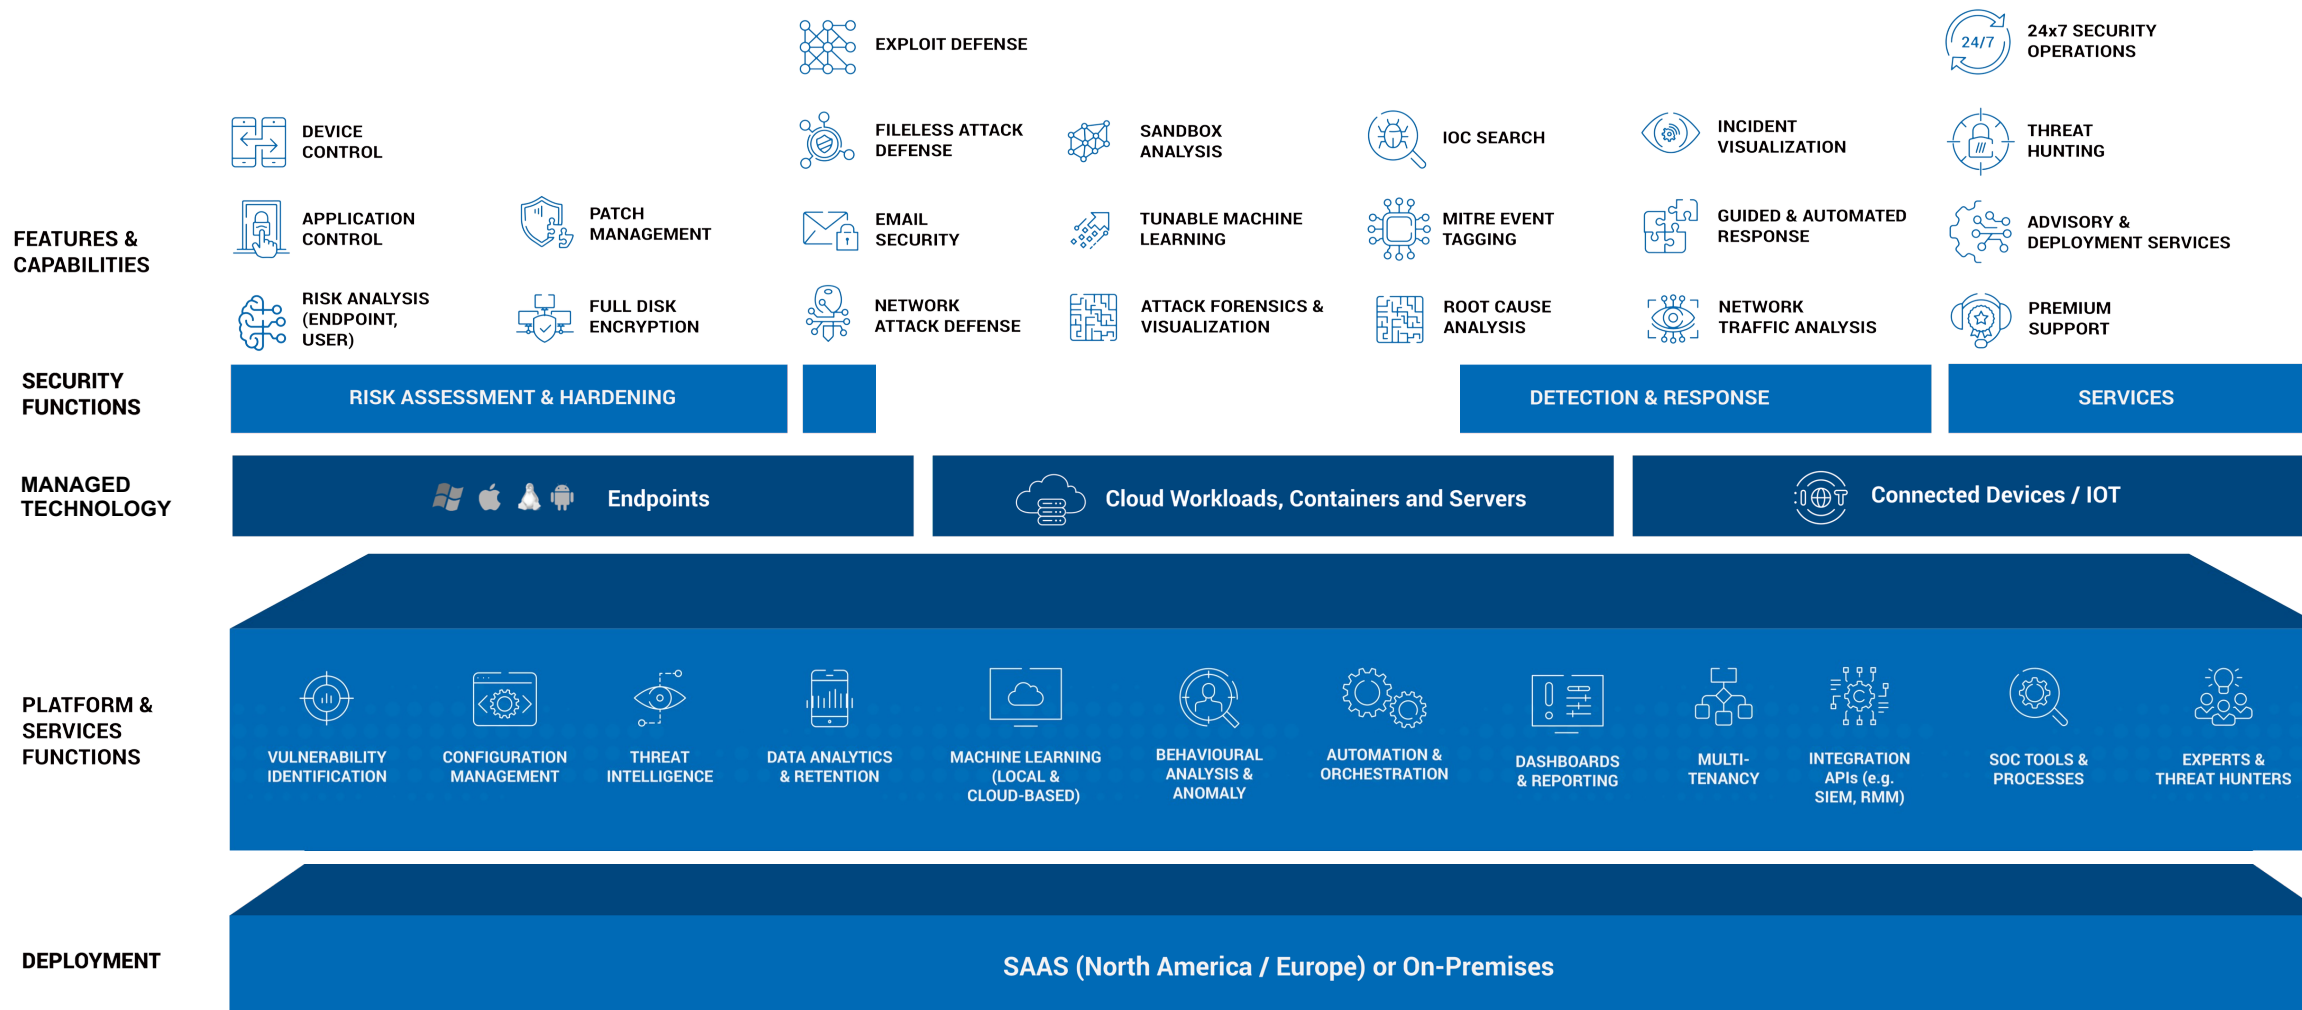 EXPLOIT DEFENSE
24/7
24x7 SECURITY
OPERATIONS
DEVICE
CONTROL
FILELESS ATTACK
DEFENSE
SANDBOX
ANALYSIS
IOC SEARCH
INCIDENT
VISUALIZATION
THREAT
HUNTING
FEATURES &
CAPABILITIES
APPLICATION
CONTROL
PATCH
MANAGEMENT
EMAIL
SECURITY
TUNABLE MACHINE
LEARNING
MITRE EVENT
TAGGING
GUIDED & AUTOMATED
RESPONSE
ADVISORY &
DEPLOYMENT SERVICES
RISK ANALYSIS
(ENDPOINT,
USER)
FULL DISK
ENCRYPTION
NETWORK
ATTACK DEFENSE
ATTACK FORENSICS &
VISUALIZATION
ROOT CAUSE
ANALYSIS
NETWORK
TRAFFIC ANALYSIS
PREMIUM
SUPPORT
SECURITY
FUNCTIONS
RISK ASSESSMENT & HARDENING
DETECTION & RESPONSE
SERVICES
MANAGED
TECHNOLOGY
Endpoints
Cloud Workloads, Containers and Servers
IOT
Connected Devices / IOT
PLATFORM &
SERVICES
FUNCTIONS
VULNERABILITY
IDENTIFICATION
CONFIGURATION
MANAGEMENT
THREAT
INTELLIGENCE
DATA ANALYTICS
& RETENTION
MACHINE LEARNING
(LOCAL &
CLOUD-BASED)
BEHAVIOURAL
ANALYSIS &
ANOMALY
AUTOMATION &
ORCHESTRATION
DASHBOARDS
& REPORTING
MULTI-
TENANCY
INTEGRATION
APIs (e.g.
SIEM, RMM)
SOC TOOLS &
PROCESSES
EXPERTS &
THREAT HUNTERS
DEPLOYMENT
SAAS (North America / Europe) or On-Premises